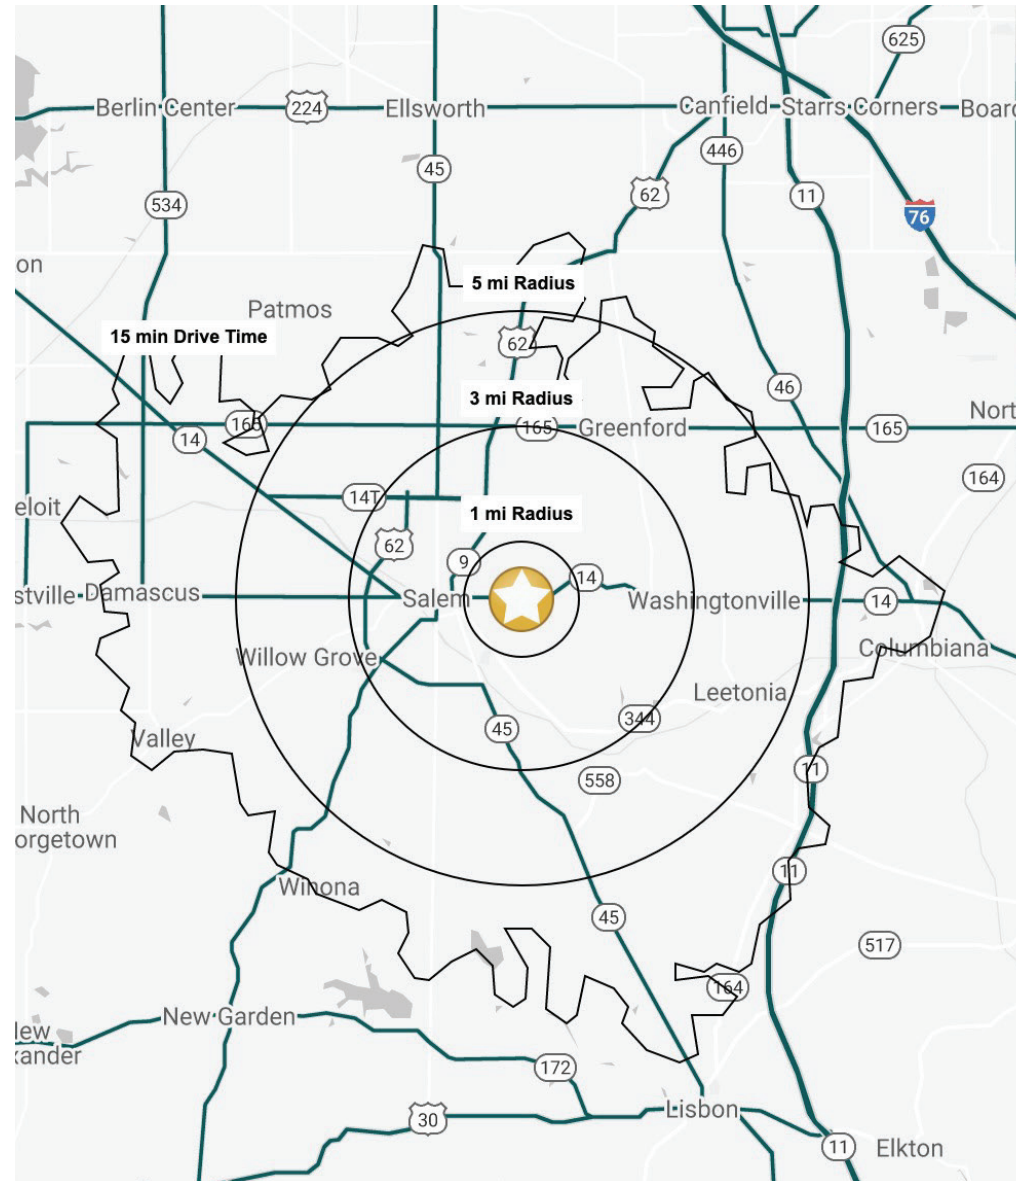 625
Berlin Center
224
Ellsworth
Canfield
Starrs Corners
Board
446
45
62
11
534
76
on
5 mi Radius
Patmos
15 min Drive Time
62
46
3 mi Radius
165
14
165
Greenford
165
Nort
164
14T
1 mi Radius
eloit
62
9
14
stville
Damascus
Salem
Washingtonville
14
Columbiana
Willow Grove
Leetonia
344
45
Valley
11
558
North
orgetown
11
Winona
45
517
164
New Garden
New
xander
172
30
Lisbon
11
Elkton